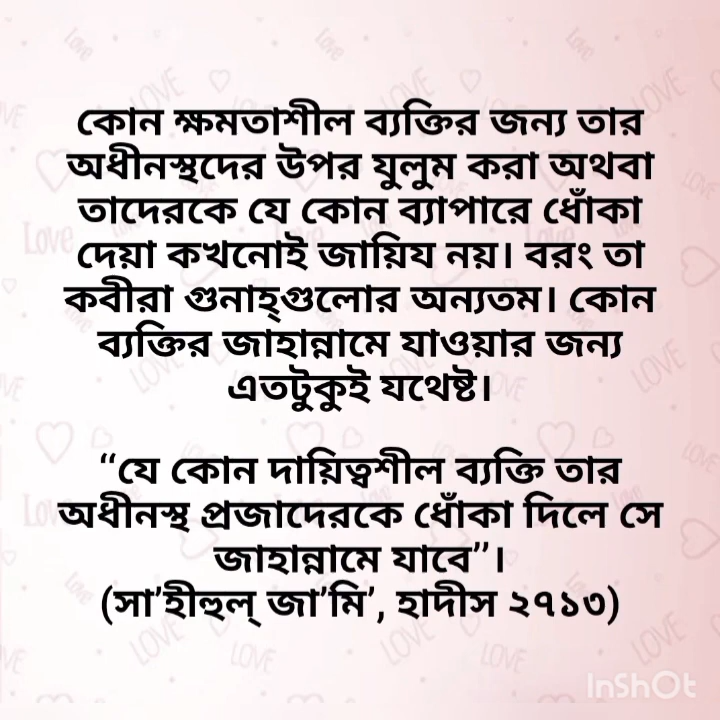 কোন ক্ষমতাশীল ব্যক্তির জন্য তার
অধীনস্থদের উপর যুলুম করা অথবা
তাদেরকে যে কোন ব্যাপারে ধোঁকা
দেয়া কখনোই জায়িয নয়। বরং তা
কবীরা গুনাহ্গুলোর অন্যতম। কোন
ব্যক্তির জাহান্নামে যাওয়ার জন্য
এতটুকুই যথেষ্ট।
‘‘যে কোন দায়িত্বশীল ব্যক্তি তার
অধীনস্থ প্রজাদেরকে ধোঁকা দিলে সে
জাহান্নামে যাবে’’।
(সা’হীহুল্ জা’মি’, হাদীস ২৭১৩)
InShOt